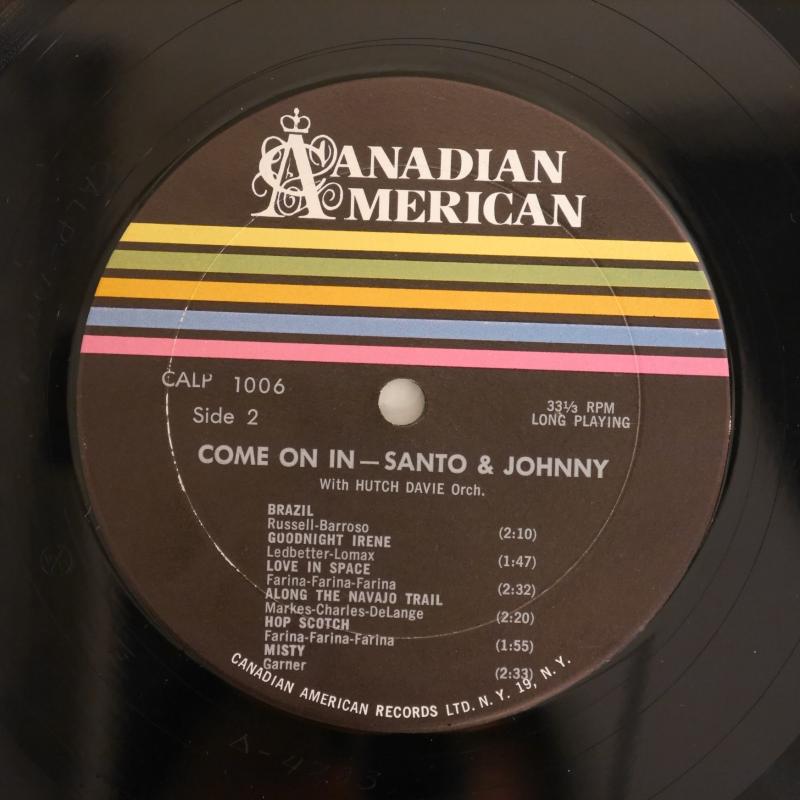 CANADIAN
AMERICAN
CALP 1006
Side 2
33⅓ RPM
LONG PLAYING
COME ON IN—SANTO & JOHNNY
With HUTCH DAVIE Orch.
BRAZIL
Russell-Barroso (2:10)
GOODNIGHT IRENE
Ledbetter-Lomax (1:47)
LOVE IN SPACE
Farina-Farina-Farina (2:32)
ALONG THE NAVAJO TRAIL
Markes-Charles-DeLange (2:20)
HOP SCOTCH
Farina-Farina-Farina (1:55)
MISTY
Garner (2:33)
CANADIAN AMERICAN RECORDS LTD. N. Y. 19, N. Y.